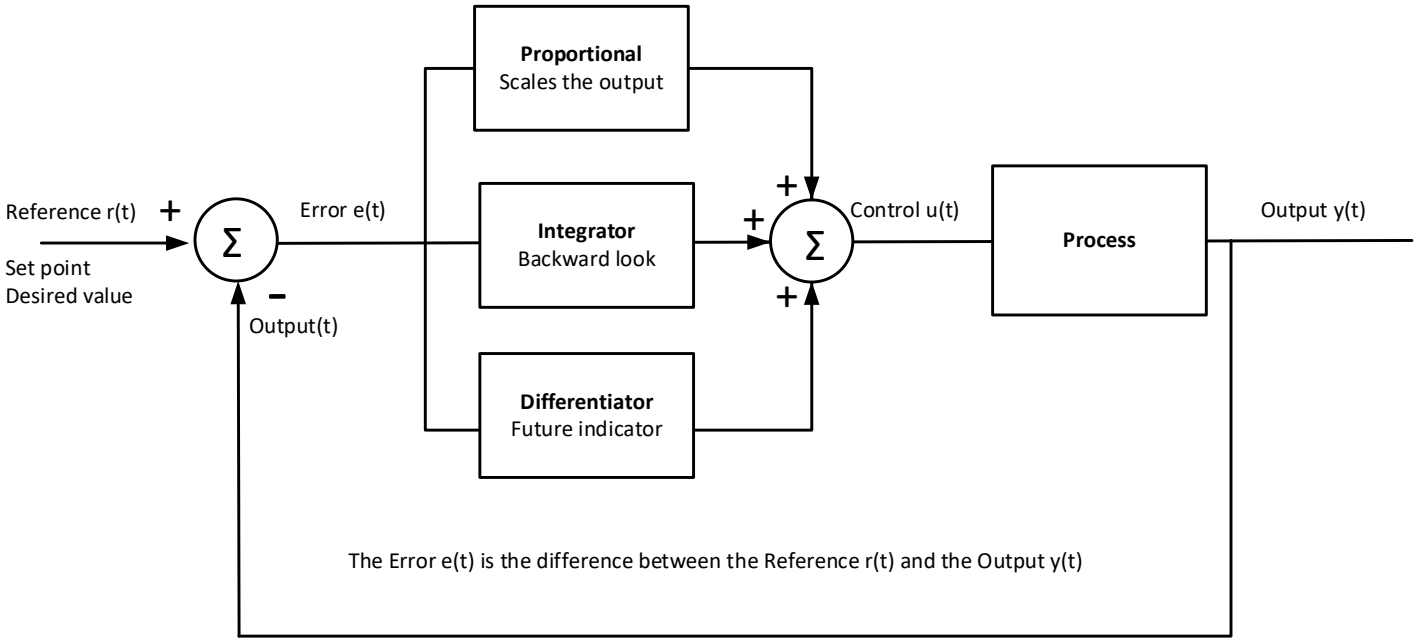 Proportional
Scales the output
Reference r(t)
+
Σ
Error e(t)
Set point
Desired value
−
Output(t)
Integrator
Backward look
+
+
Σ
+
Control u(t)
Process
Output y(t)
Differentiator
Future indicator
The Error e(t) is the difference between the Reference r(t) and the Output y(t)